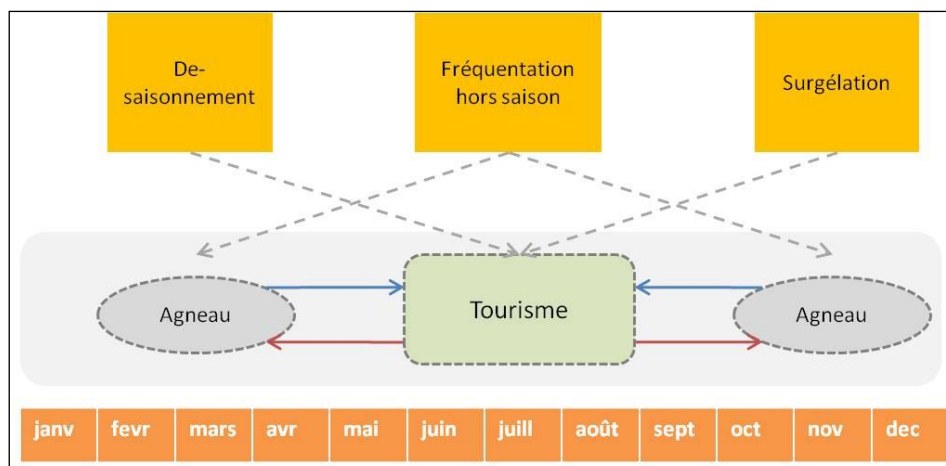 De-
saisonnement
Fréquentation
hors saison
Surgélation
Agneau
Tourisme
Agneau
janv fevr mars avr mai juin juill août sept oct nov dec